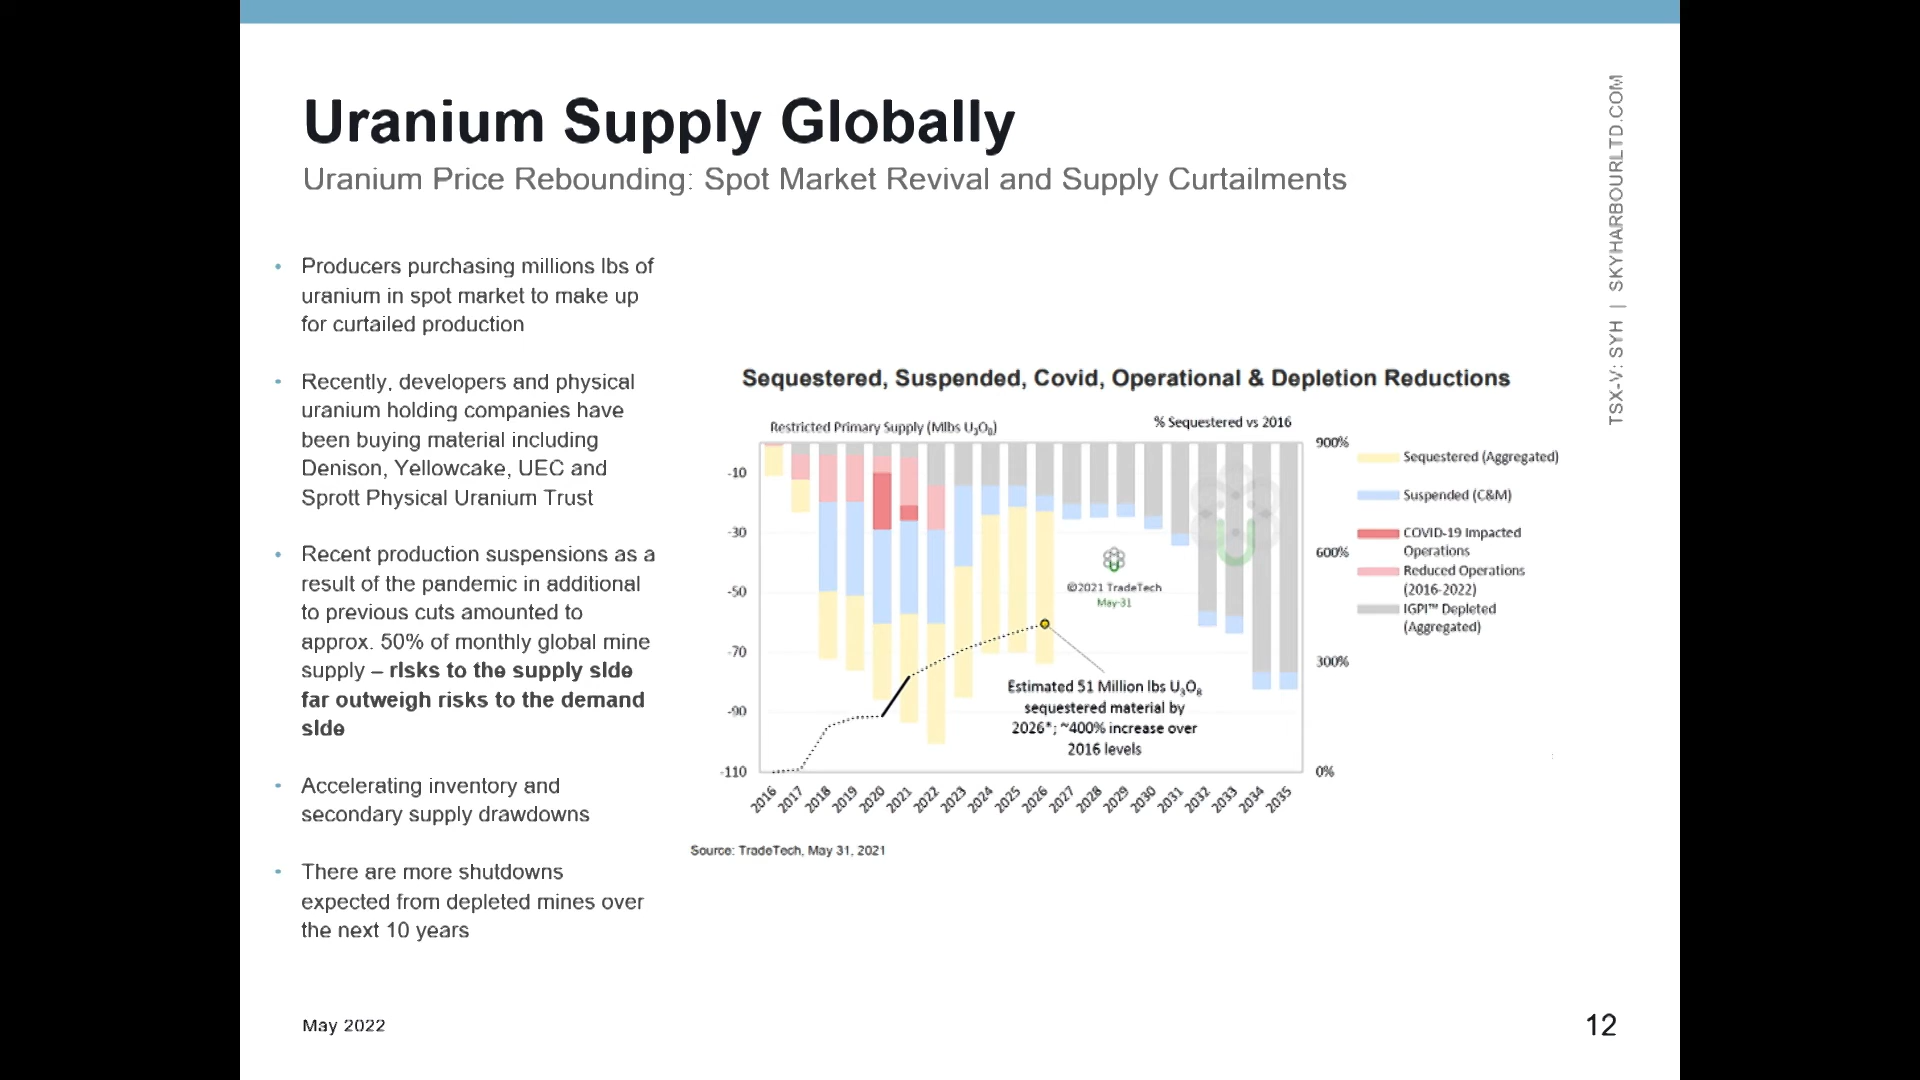 Uranium Supply Globally
Uranium Price Rebounding: Spot Market Revival and Supply Curtailments
TSX-V: SYH | SKYHARBOURLTD.COM
• Producers purchasing millions lbs of
uranium in spot market to make up
for curtailed production
• Recently, developers and physical
uranium holding companies have
been buying material including
Denison, Yellowcake, UEC and
Sprott Physical Uranium Trust
• Recent production suspensions as a
result of the pandemic in additional
to previous cuts amounted to
approx. 50% of monthly global mine
supply – risks to the supply side
far outweigh risks to the demand
side
• Accelerating inventory and
secondary supply drawdowns
• There are more shutdowns
expected from depleted mines over
the next 10 years
Sequestered, Suspended, Covid, Operational & Depletion Reductions
Restricted Primary Supply (Mlbs U₃O₈)
% Sequestered vs 2016
-10
-30
-50
-70
-90
-110
900%
600%
300%
0%
©2021 TradeTech
May-31
Estimated 51 Million lbs U₃O₈
sequestered material by
2026*; ~400% increase over
2016 levels
2016 2017 2018 2019 2020 2021 2022 2023 2024 2025 2026 2027 2028 2029 2030 2031 2032 2033 2034 2035
Sequestered (Aggregated)
Suspended (C&M)
COVID-19 Impacted
Operations
Reduced Operations
(2016-2022)
IGPI™ Depleted
(Aggregated)
Source: TradeTech, May 31, 2021
May 2022
12